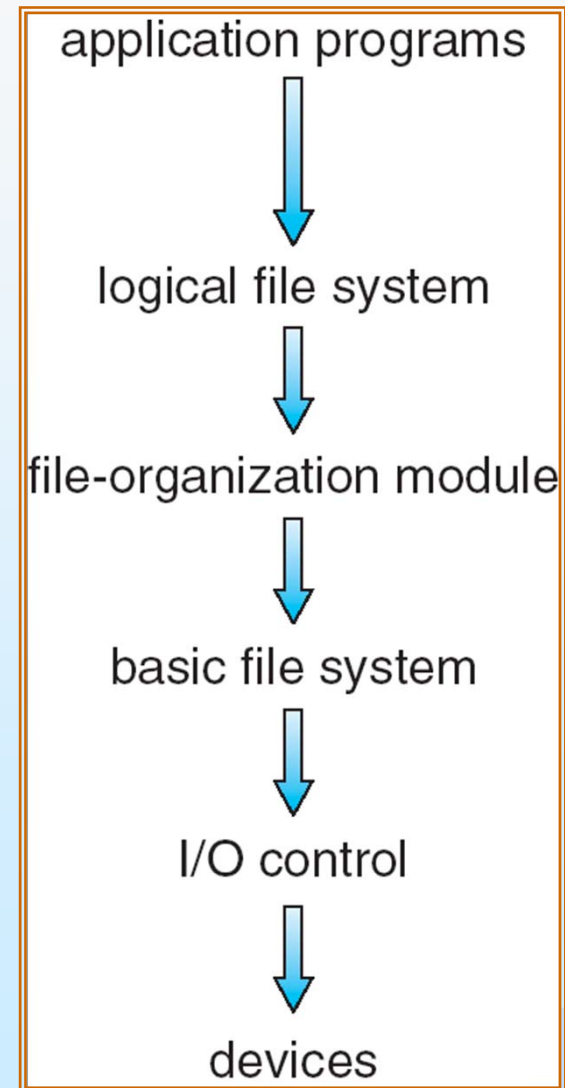 application programs
logical file system
file-organization module
basic file system
I/O control
devices